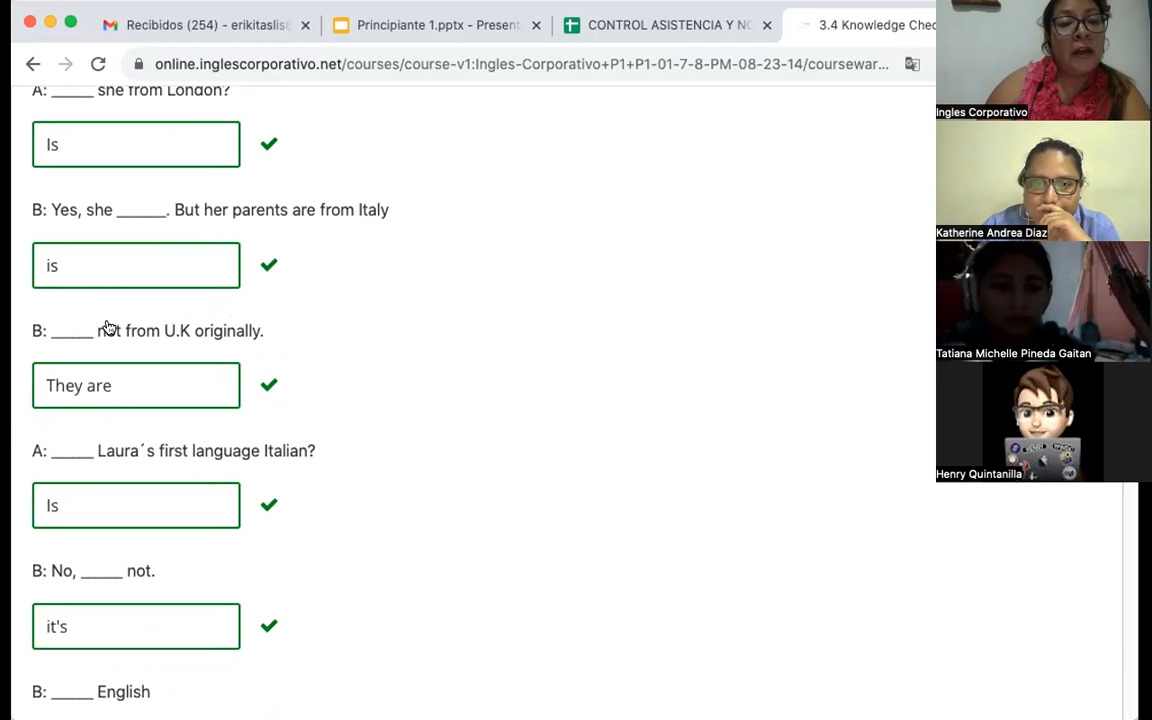 Recibidos (254) - erikitaslis
Principiante 1.pptx - Present
CONTROL ASISTENCIA Y NO
3.4 Knowledge Chec
online.inglescorporativo.net/courses/course-v1:Ingles-Corporativo+P1+P1-01-7-8-PM-08-23-14/coursewar...
A: _____ she from London?
Is
B: Yes, she ______. But her parents are from Italy
is
B: _____ not from U.K originally.
They are
A: _____ Laura´s first language Italian?
Is
B: No, _____ not.
it's
B: _____ English
Ingles Corporativo
Katherine Andrea Diaz
Tatiana Michelle Pineda Gaitan
Henry Quintanilla